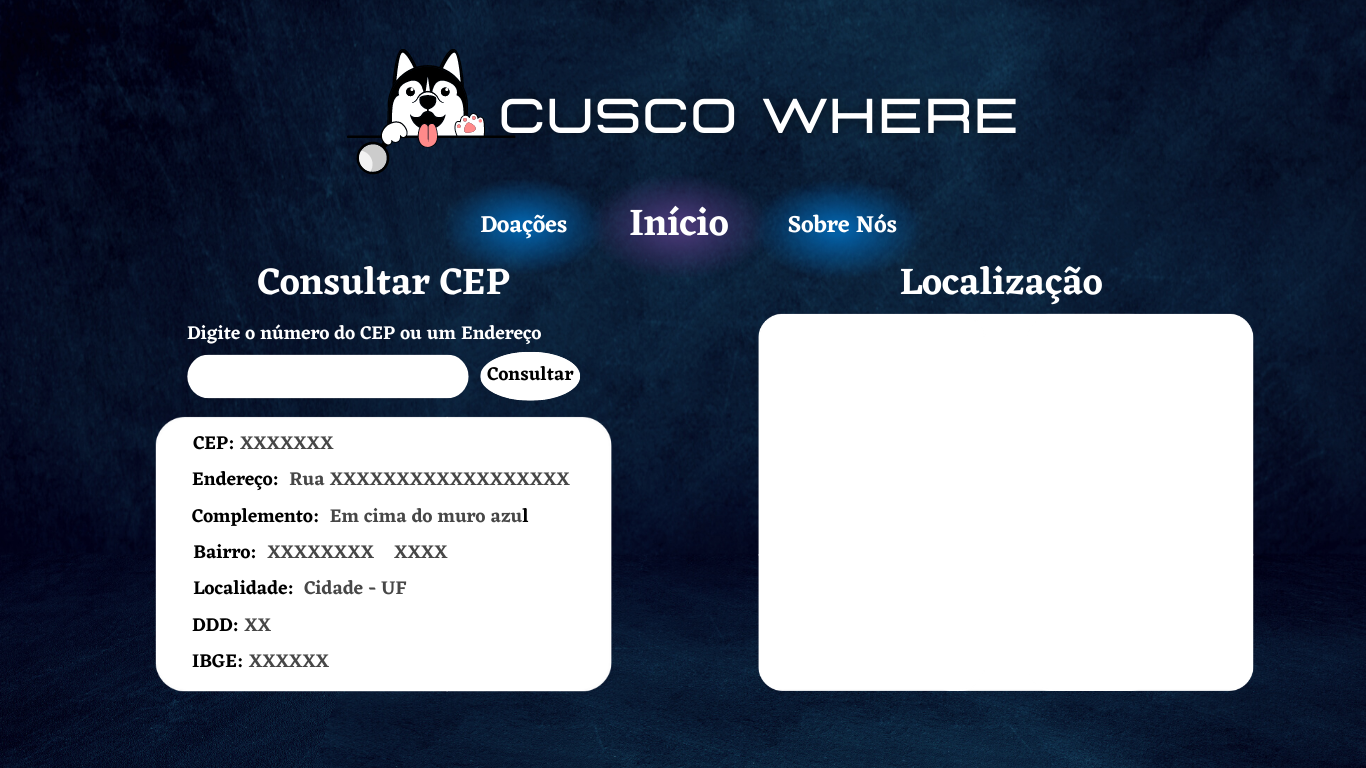 CUSCO WHERE
Doações
Início
Sobre Nós
Consultar CEP
Digite o número do CEP ou um Endereço
Consultar
CEP: XXXXXXX
Endereço: Rua XXXXXXXXXXXXXXXXXX
Complemento: Em cima do muro azul
Bairro: XXXXXXXX XXXX
Localidade: Cidade - UF
DDD: XX
IBGE: XXXXXX
Localização